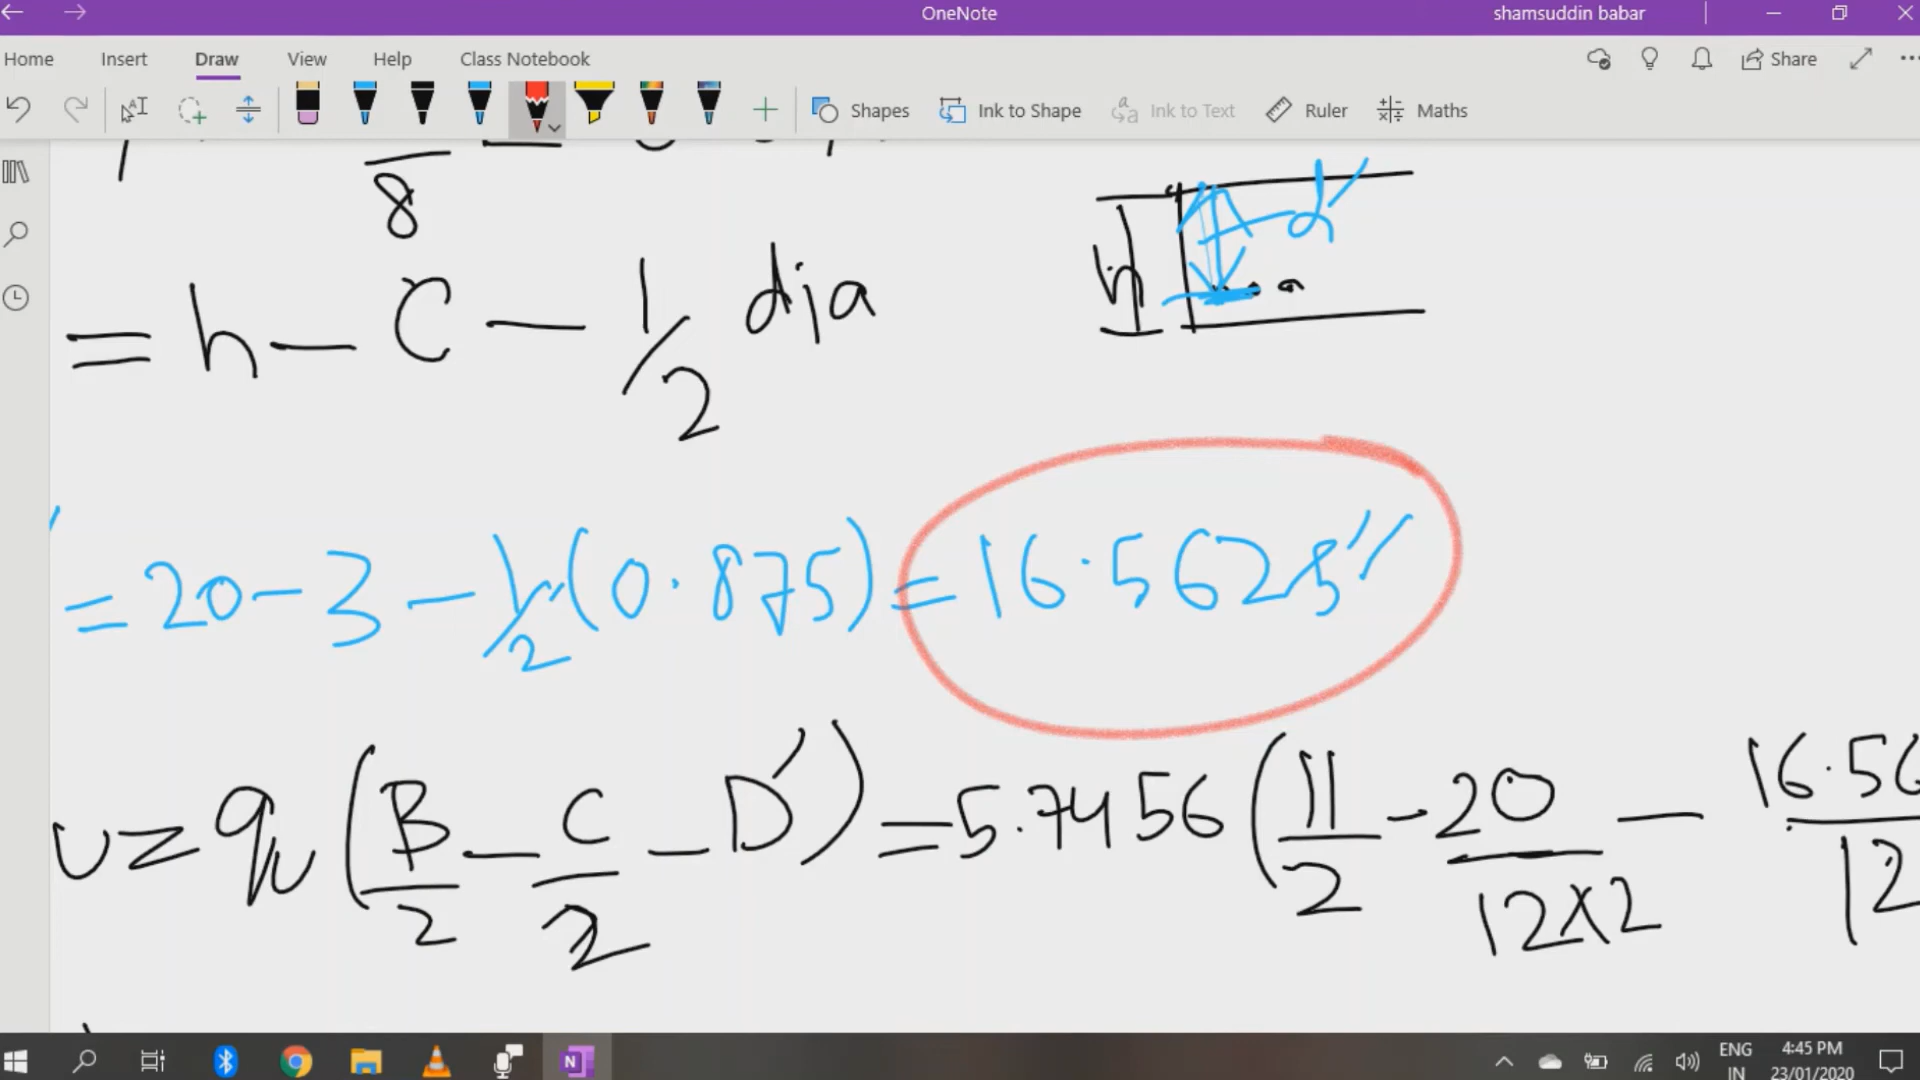 OneNote
shamsuddin babar
Home Insert Draw View Help Class Notebook Share
Shapes Ink to Shape Ink to Text Ruler Maths
8
= h - C - 1/2 dia
h d'
= 20 - 3 - 1/2 (0.875) = 16.5625"
u = qu (B/2 - C/2 - D') = 5.7456 (11/2 - 20/12x2 - 16.56/12
ENG 4:45 PM
IN 23/01/2020